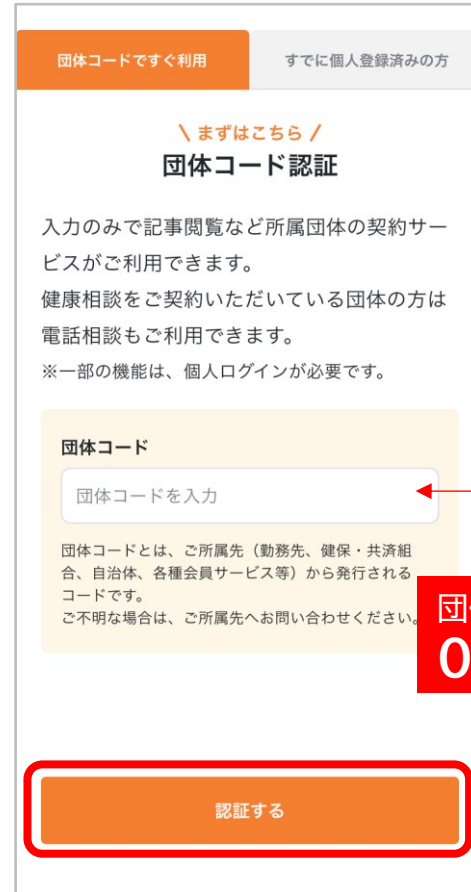 団体コードですぐ利用
すでに個人登録済みの方
\ まずはこちら /
団体コード認証
入力のみで記事閲覧など所属団体の契約サー
ビスがご利用できます。
健康相談をご契約いただいている団体の方は
電話相談もご利用できます。
※一部の機能は、個人ログインが必要です。
団体コード
団体コードを入力
団体コードとは、ご所属先（勤務先、健保・共済組
合、自治体、各種会員サービス等）から発行される
コードです。
ご不明な場合は、ご所属先へお問い合わせください。
団
0
認証する